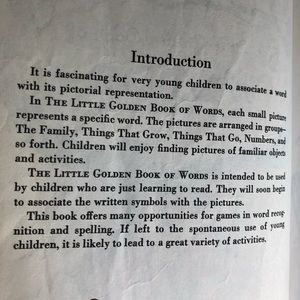 Introduction
It is fascinating for very young children to associate a word
with its pictorial representation.
In THE LITTLE GOLDEN BOOK OF WORDS, each small picture
represents a specific word. The pictures are arranged in groups—
The Family, Things That Grow, Things That Go, Numbers, and
so forth. Children will enjoy finding pictures of familiar objects
and activities.
THE LITTLE GOLDEN BOOK OF WORDS is intended to be used
by children who are just learning to read. They will soon begin
to associate the written symbols with the pictures.
This book offers many opportunities for games in word recog-
nition and spelling. If left to the spontaneous use of young
children, it is likely to lead to a great variety of activities.